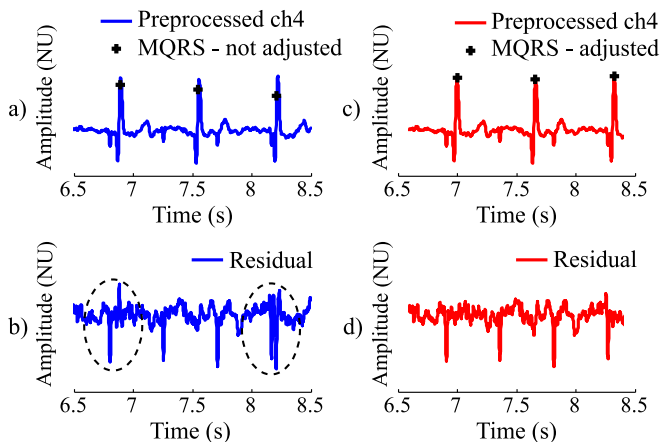 Preprocessed ch4
MQRS - not adjusted
a)
Amplitude (NU)
6.5 7 7.5 8 8.5
Time (s)
Preprocessed ch4
MQRS - adjusted
c)
Amplitude (NU)
6.5 7 7.5 8 8.5
Time (s)
Residual
b)
Amplitude (NU)
6.5 7 7.5 8 8.5
Time (s)
Residual
d)
Amplitude (NU)
6.5 7 7.5 8 8.5
Time (s)